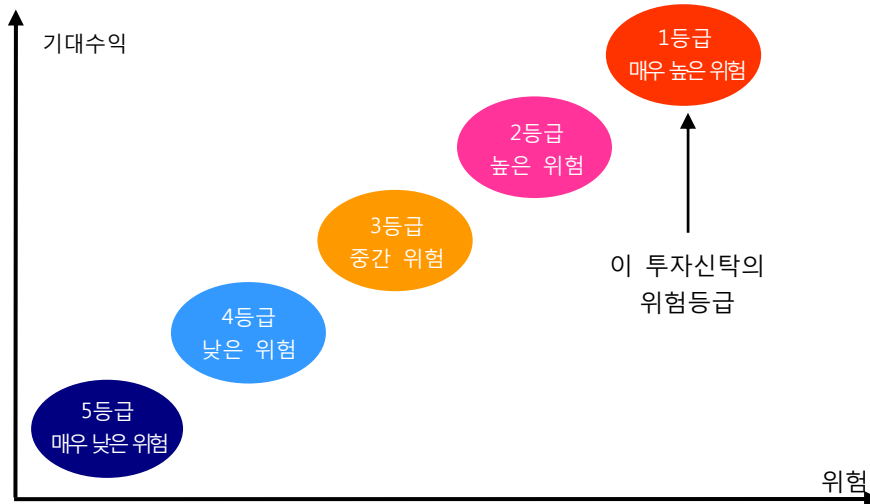 기대수익
1등급
매우 높은 위험
2등급
높은 위험
3등급
중간 위험
이 투자신탁의
위험등급
4등급
낮은 위험
5등급
매우 낮은 위험
위험